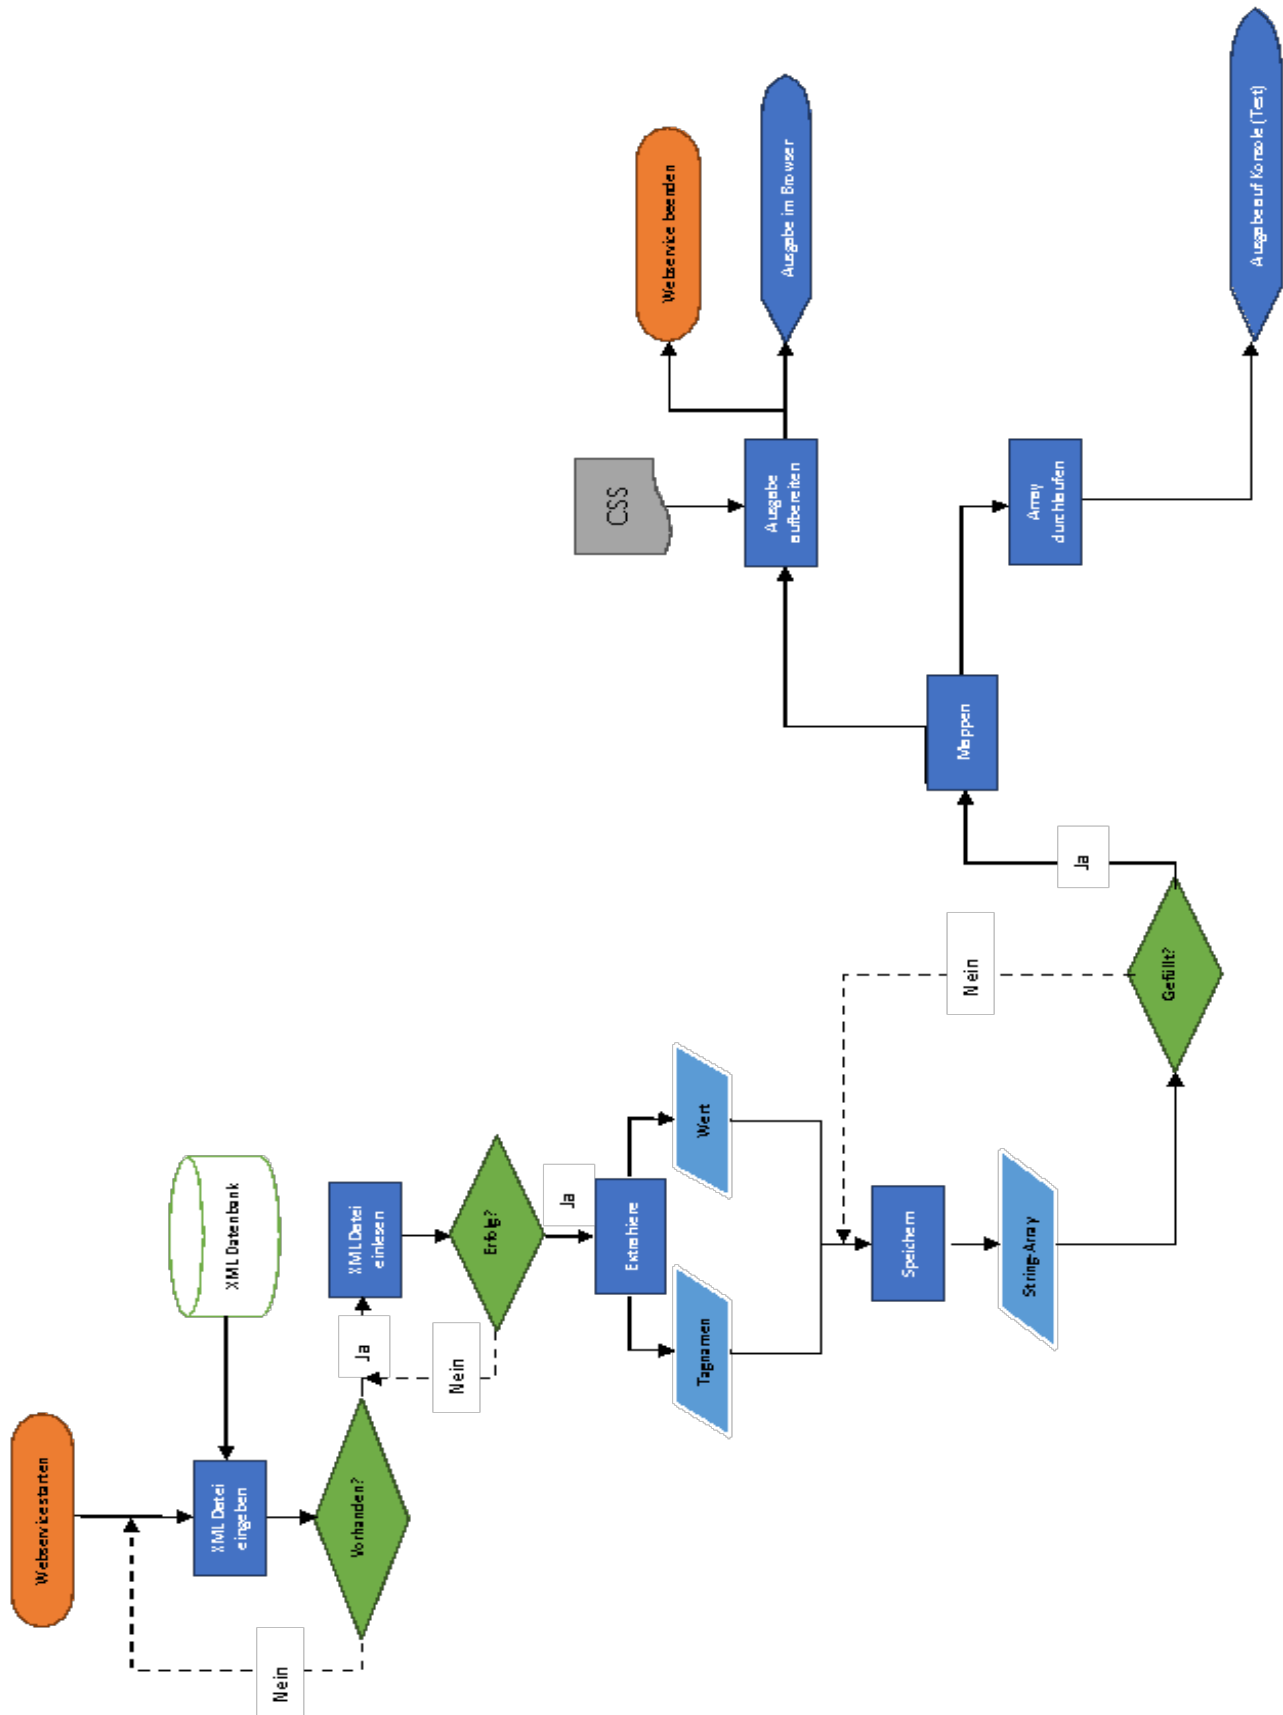 Webservice starten
Nein
XML Datei
eingeben
XML Datenbank
Vorhanden?
Ja
XML Datei
einlesen
Nein
Erfolg?
Ja
Extrahiere
Tagnamen
Wert
Speichern
String-Array
Nein
Gefüllt?
Ja
Mappen
CSS
Ausgabe
aufbereiten
Array
durchlaufen
Webservice beenden
Ausgabe im Browser
Ausgabe auf Konsole (Test)